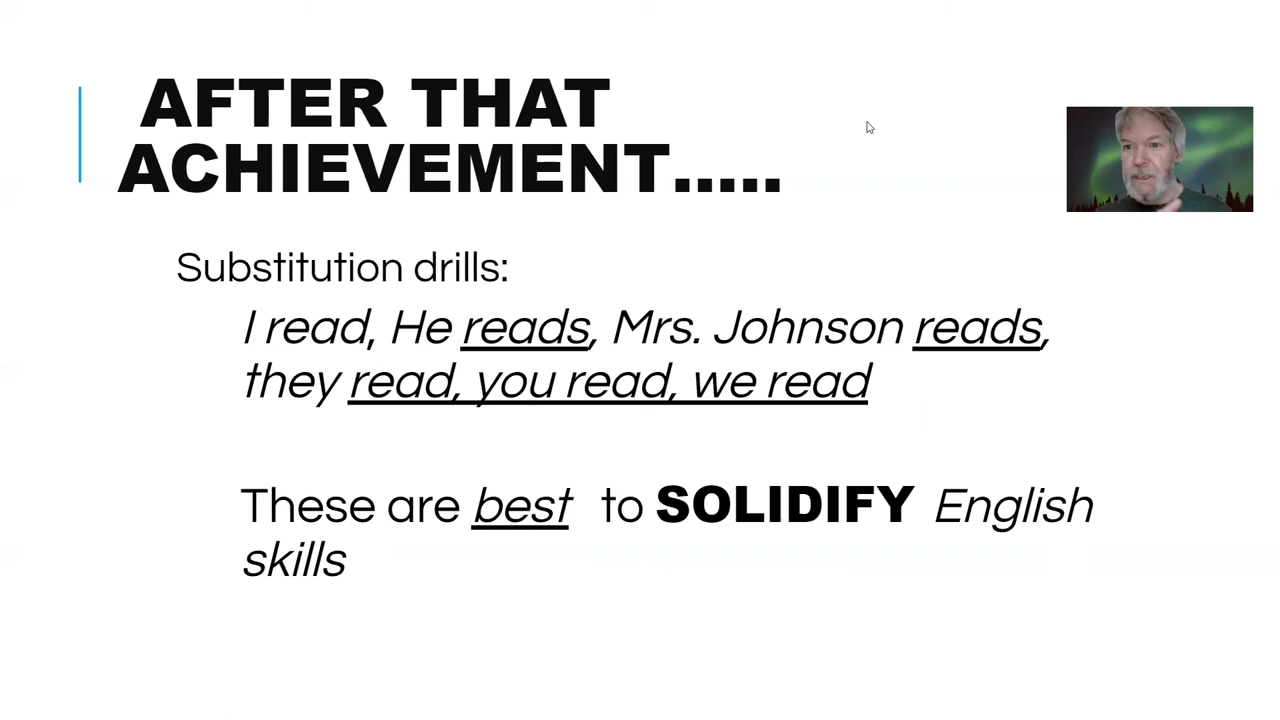 AFTER THAT
ACHIEVEMENT.....
Substitution drills:
I read, He reads, Mrs. Johnson reads,
they read, you read, we read
These are best to SOLIDIFY English
skills